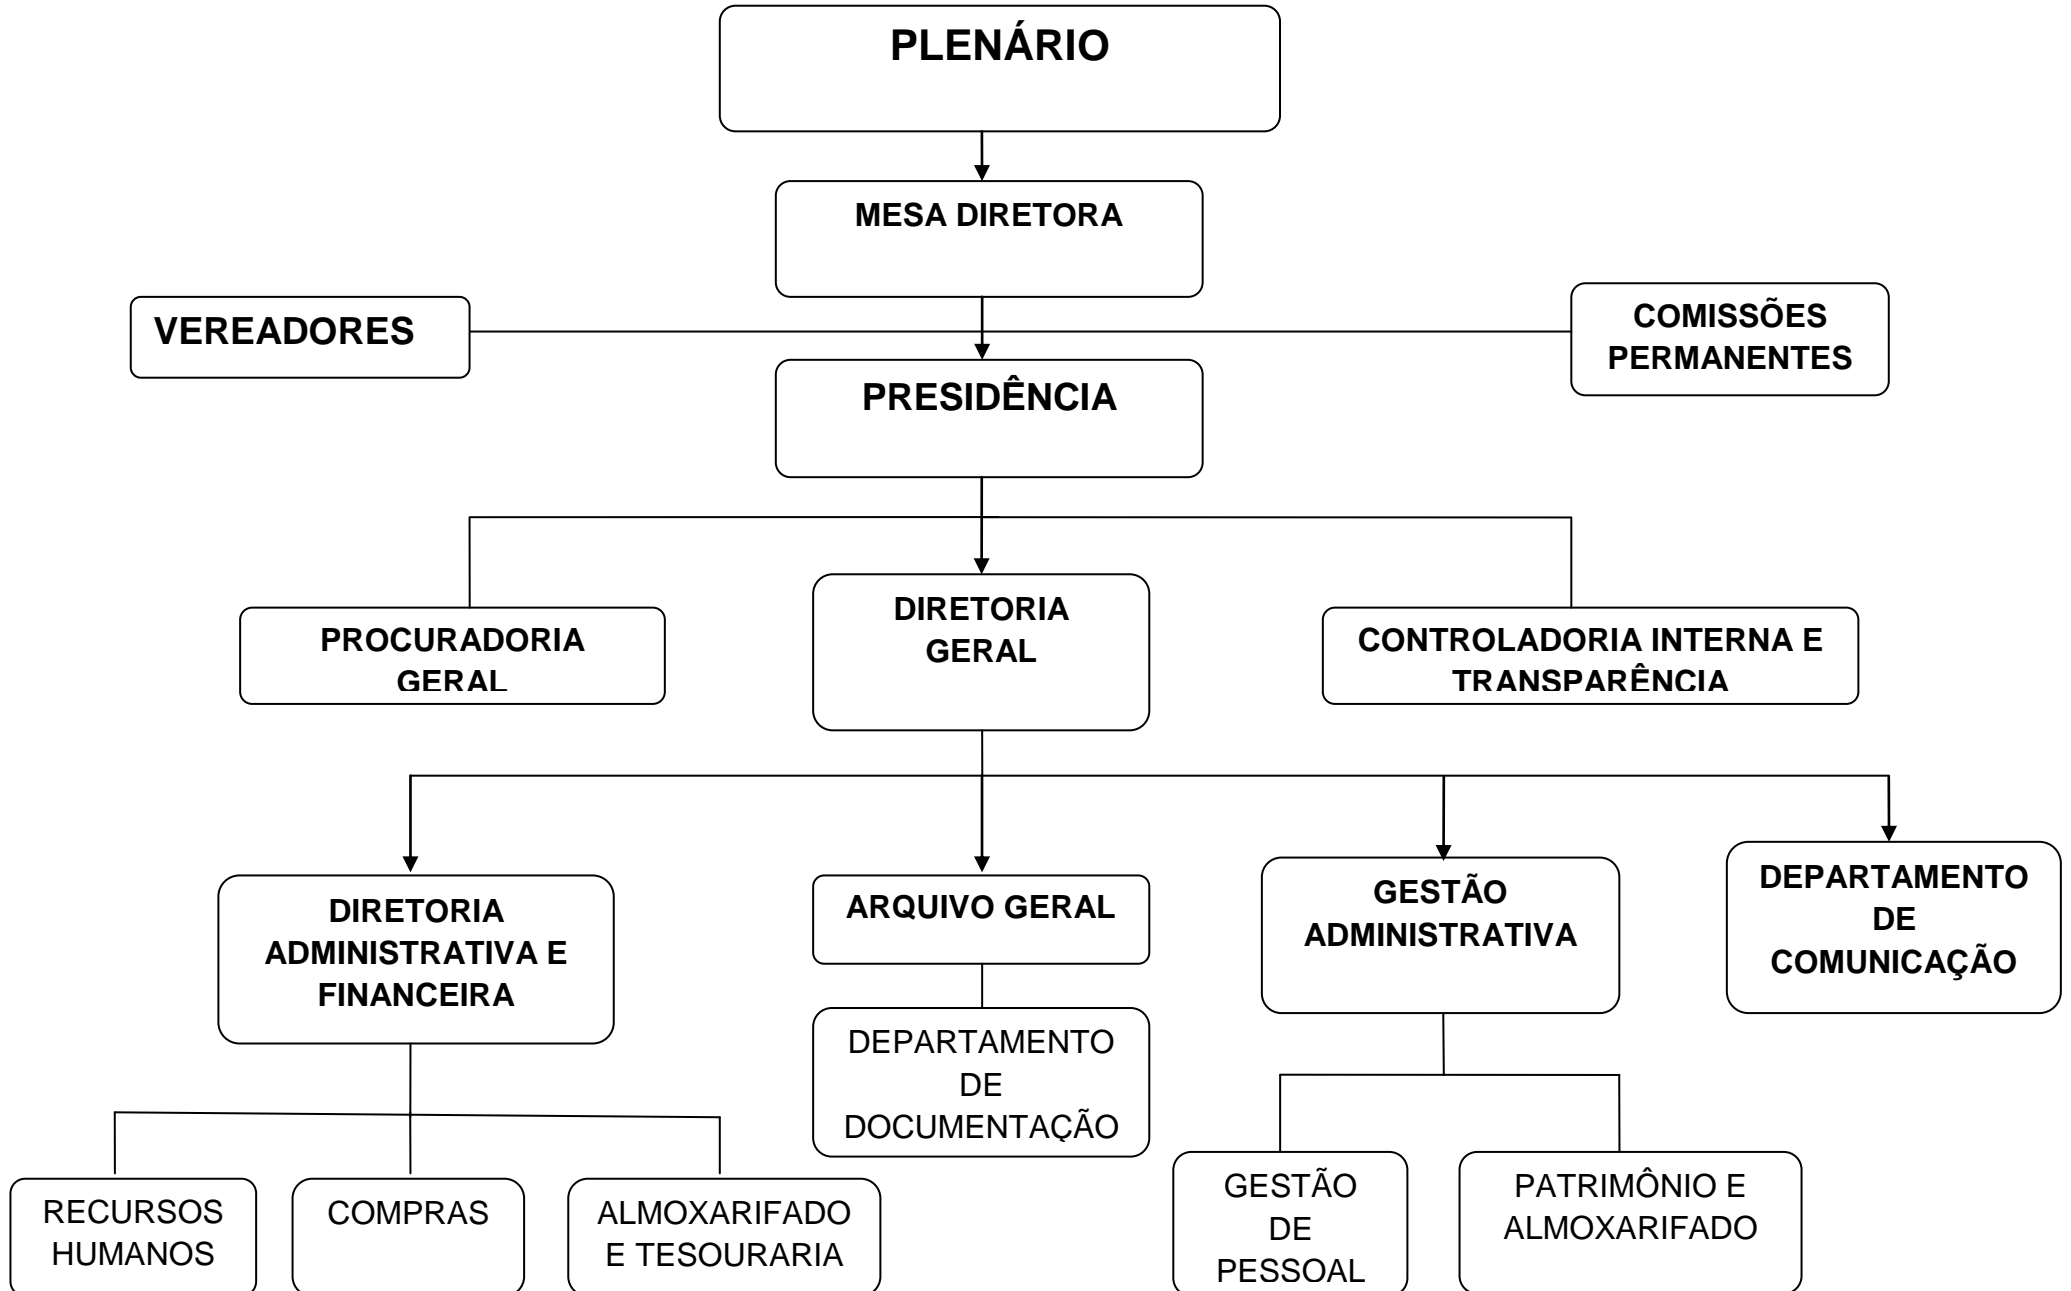 PLENÁRIO
MESA DIRETORA
VEREADORES
COMISSÕES
PERMANENTES
PRESIDÊNCIA
PROCURADORIA
GERAL
DIRETORIA
GERAL
CONTROLADORIA INTERNA E
TRANSPARÊNCIA
DIRETORIA
ADMINISTRATIVA E
FINANCEIRA
ARQUIVO GERAL
GESTÃO
ADMINISTRATIVA
DEPARTAMENTO
DE
COMUNICAÇÃO
DEPARTAMENTO
DE
DOCUMENTAÇÃO
RECURSOS
HUMANOS
COMPRAS
ALMOXARIFADO
E TESOURARIA
GESTÃO
DE
PESSOAL
PATRIMÔNIO E
ALMOXARIFADO